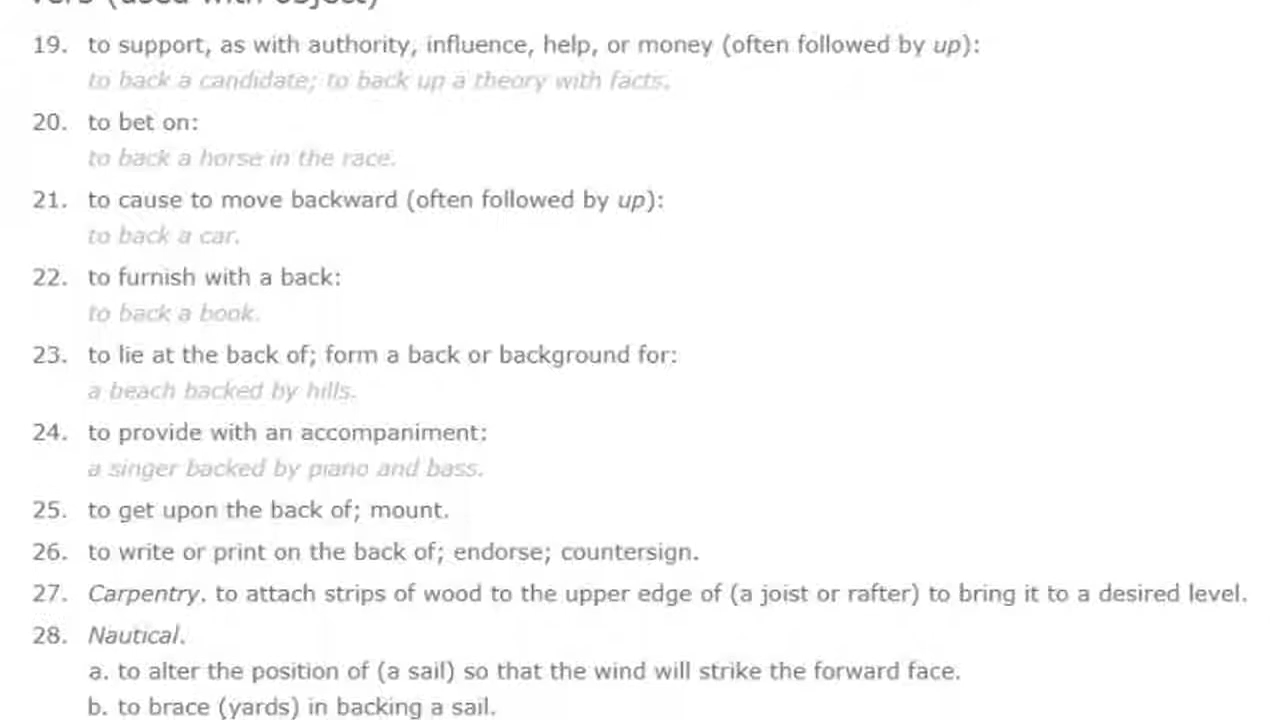 verb (used with object)
19. to support, as with authority, influence, help, or money (often followed by up):
to back a candidate; to back up a theory with facts.
20. to bet on:
to back a horse in the race.
21. to cause to move backward (often followed by up):
to back a car.
22. to furnish with a back:
to back a book.
23. to lie at the back of; form a back or background for:
a beach backed by hills.
24. to provide with an accompaniment:
a singer backed by piano and bass.
25. to get upon the back of; mount.
26. to write or print on the back of; endorse; countersign.
27. Carpentry. to attach strips of wood to the upper edge of (a joist or rafter) to bring it to a desired level.
28. Nautical.
a. to alter the position of (a sail) so that the wind will strike the forward face.
b. to brace (yards) in backing a sail.